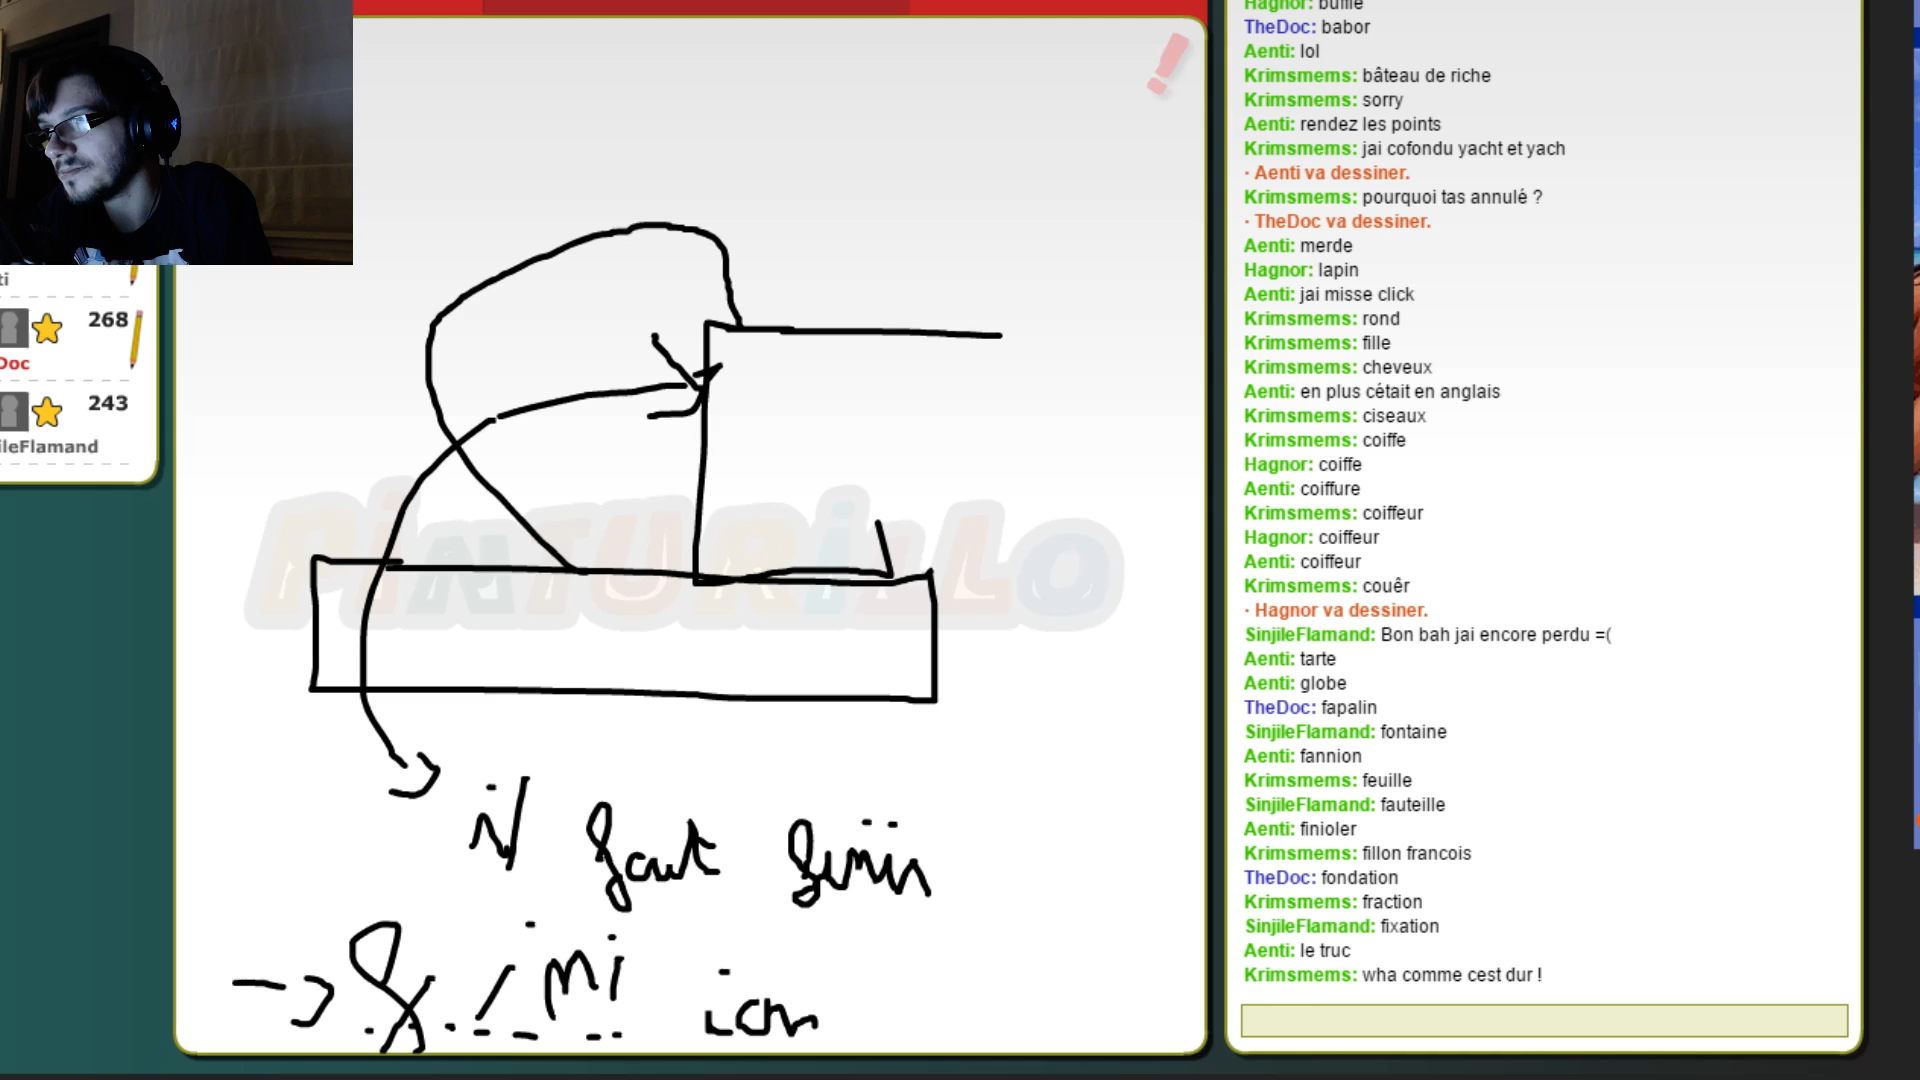 ti
268
Doc
243
ileFlamand
!
PiNTURiLLO
il faut finir
Hagnor: buffle
TheDoc: babor
Aenti: lol
Krimsmems: bâteau de riche
Krimsmems: sorry
Aenti: rendez les points
Krimsmems: jai cofondu yacht et yach
· Aenti va dessiner.
Krimsmems: pourquoi tas annulé ?
· TheDoc va dessiner.
Aenti: merde
Hagnor: lapin
Aenti: jai misse click
Krimsmems: rond
Krimsmems: fille
Krimsmems: cheveux
Aenti: en plus cétait en anglais
Krimsmems: ciseaux
Krimsmems: coiffe
Hagnor: coiffe
Aenti: coiffure
Krimsmems: coiffeur
Hagnor: coiffeur
Aenti: coiffeur
Krimsmems: couêr
· Hagnor va dessiner.
SinjileFlamand: Bon bah jai encore perdu =(
Aenti: tarte
Aenti: globe
TheDoc: fapalin
SinjileFlamand: fontaine
Aenti: fannion
Krimsmems: feuille
SinjileFlamand: fauteille
Aenti: finioler
Krimsmems: fillon francois
TheDoc: fondation
Krimsmems: fraction
SinjileFlamand: fixation
Aenti: le truc
Krimsmems: wha comme cest dur !